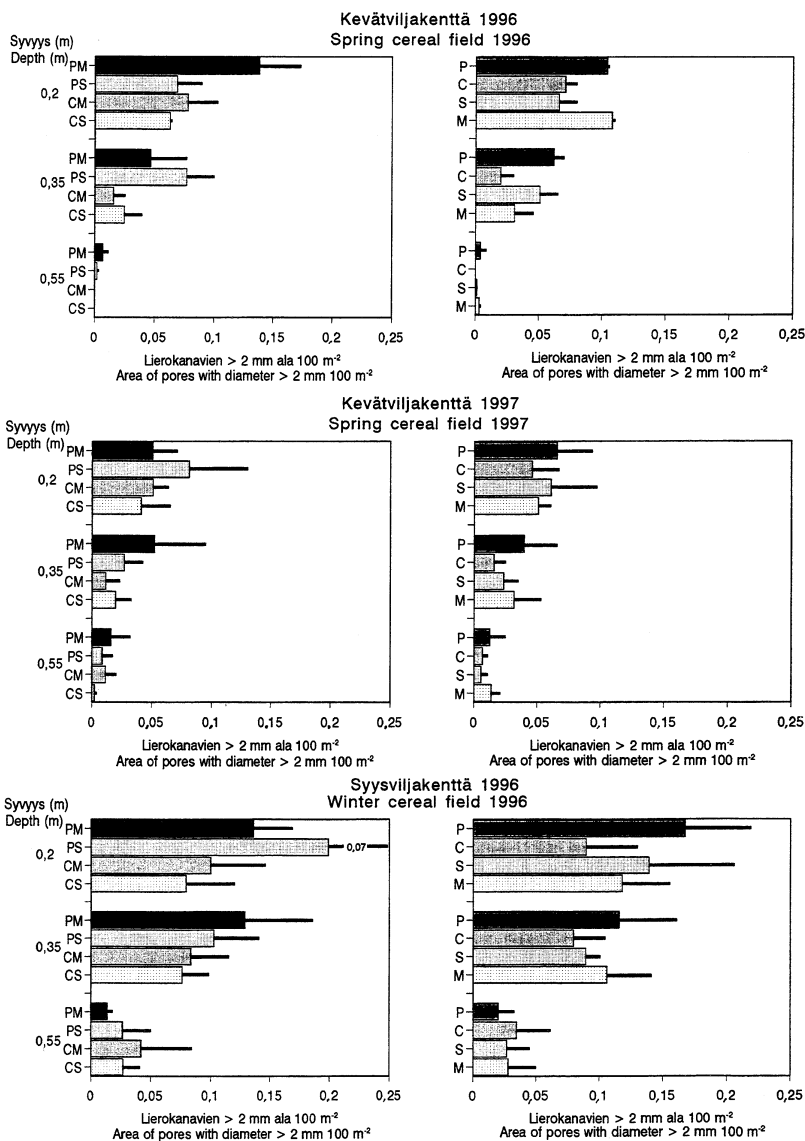 Kevätviljakenttä 1996
Spring cereal field 1996
Syvyys (m)
Depth (m)
0,2
PM
PS
CM
CS
0,35
PM
PS
CM
CS
0,55
PM
PS
CM
CS
0 0,05 0,1 0,15 0,2 0,25
Lierokanavien > 2 mm ala 100 m⁻²
Area of pores with diameter > 2 mm 100 m⁻²
P
C
S
M
P
C
S
M
P
C
S
M
0 0,05 0,1 0,15 0,2 0,25
Lierokanavien > 2 mm ala 100 m⁻²
Area of pores with diameter > 2 mm 100 m⁻²
Kevätviljakenttä 1997
Spring cereal field 1997
Syvyys (m)
Depth (m)
0,2
PM
PS
CM
CS
0,35
PM
PS
CM
CS
0,55
PM
PS
CM
CS
0 0,05 0,1 0,15 0,2 0,25
Lierokanavien > 2 mm ala 100 m⁻²
Area of pores with diameter > 2 mm 100 m⁻²
P
C
S
M
P
C
S
M
P
C
S
M
0 0,05 0,1 0,15 0,2 0,25
Lierokanavien > 2 mm ala 100 m⁻²
Area of pores with diameter > 2 mm 100 m⁻²
Syysviljakenttä 1996
Winter cereal field 1996
Syvyys (m)
Depth (m)
0,2
PM
PS 0,07
CM
CS
0,35
PM
PS
CM
CS
0,55
PM
PS
CM
CS
0 0,05 0,1 0,15 0,2 0,25
Lierokanavien > 2 mm ala 100 m⁻²
Area of pores with diameter > 2 mm 100 m⁻²
P
C
S
M
P
C
S
M
P
C
S
M
0 0,05 0,1 0,15 0,2 0,25
Lierokanavien > 2 mm ala 100 m⁻²
Area of pores with diameter > 2 mm 100 m⁻²